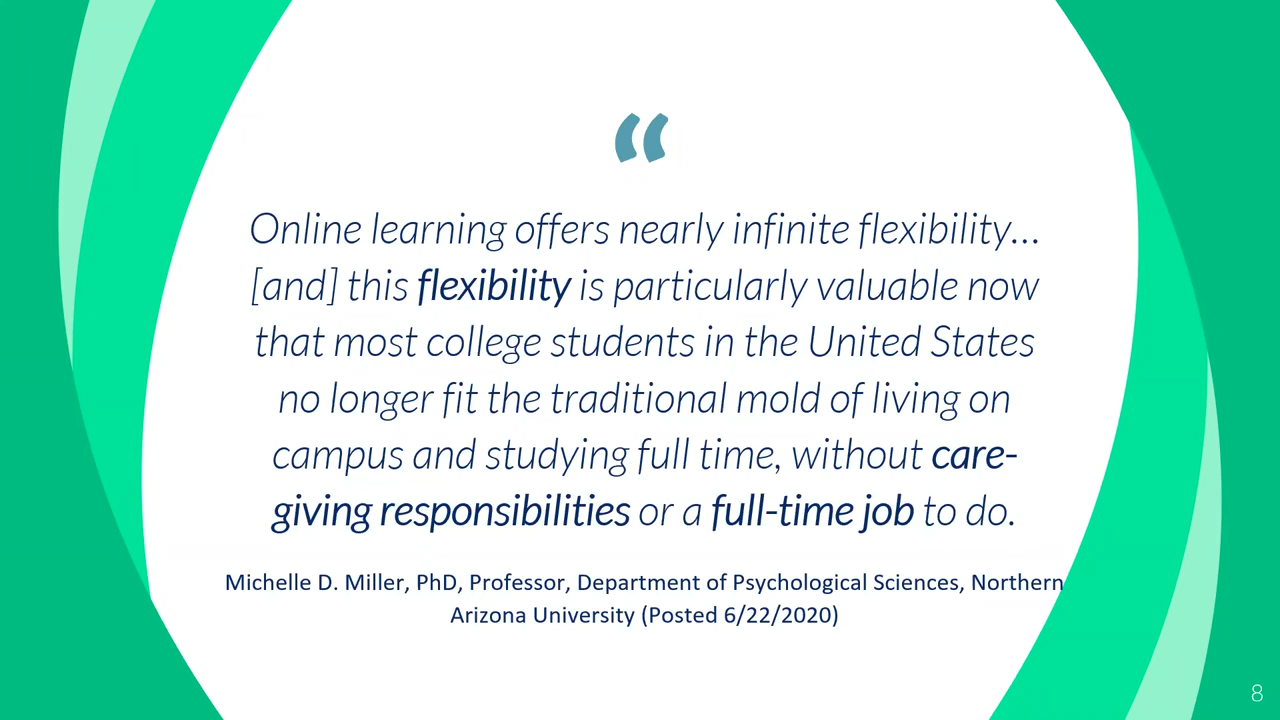 “
Online learning offers nearly infinite flexibility…
[and] this flexibility is particularly valuable now
that most college students in the United States
no longer fit the traditional mold of living on
campus and studying full time, without care-
giving responsibilities or a full-time job to do.
Michelle D. Miller, PhD, Professor, Department of Psychological Sciences, Northern
Arizona University (Posted 6/22/2020)
8